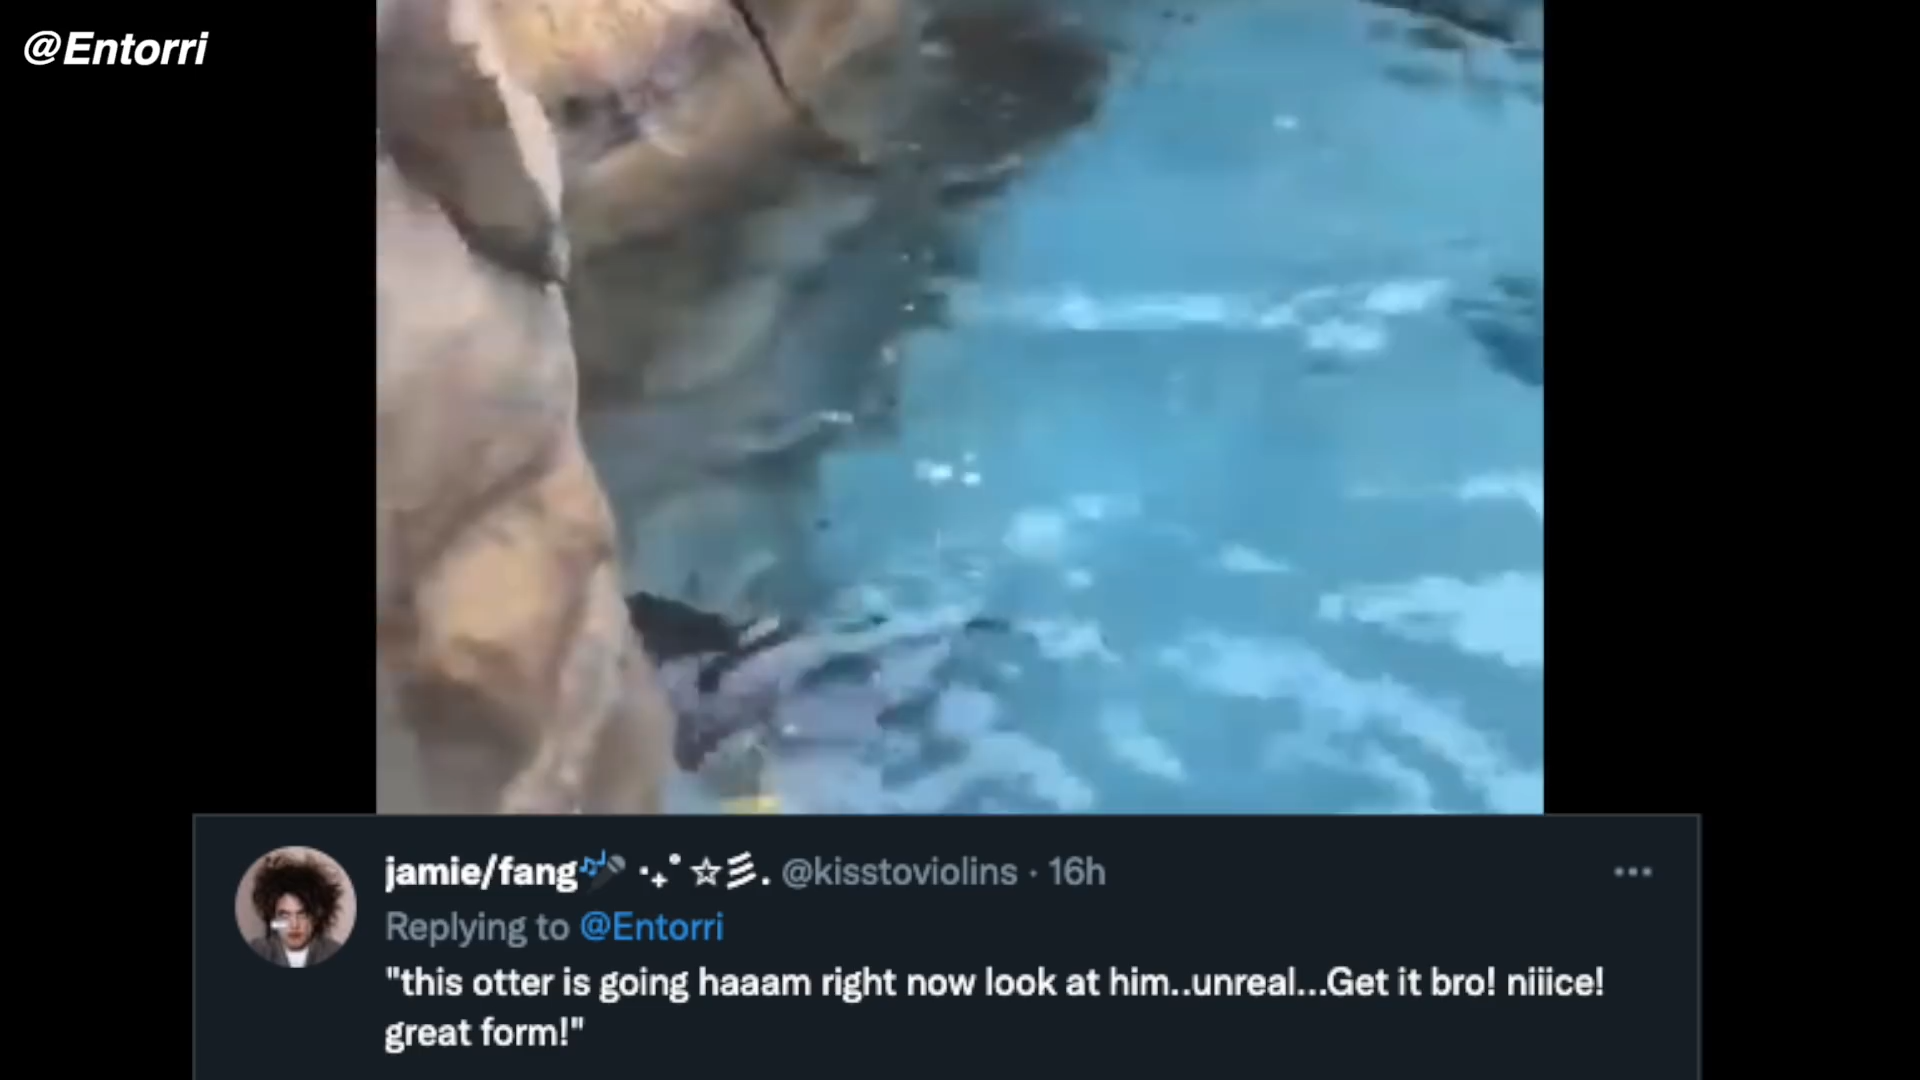 @Entorri
jamie/fang🎶🎤 ‧₊˚ ☆彡. @kisstoviolins · 16h
Replying to @Entorri
"this otter is going haaam right now look at him..unreal...Get it bro! niiice!
great form!"